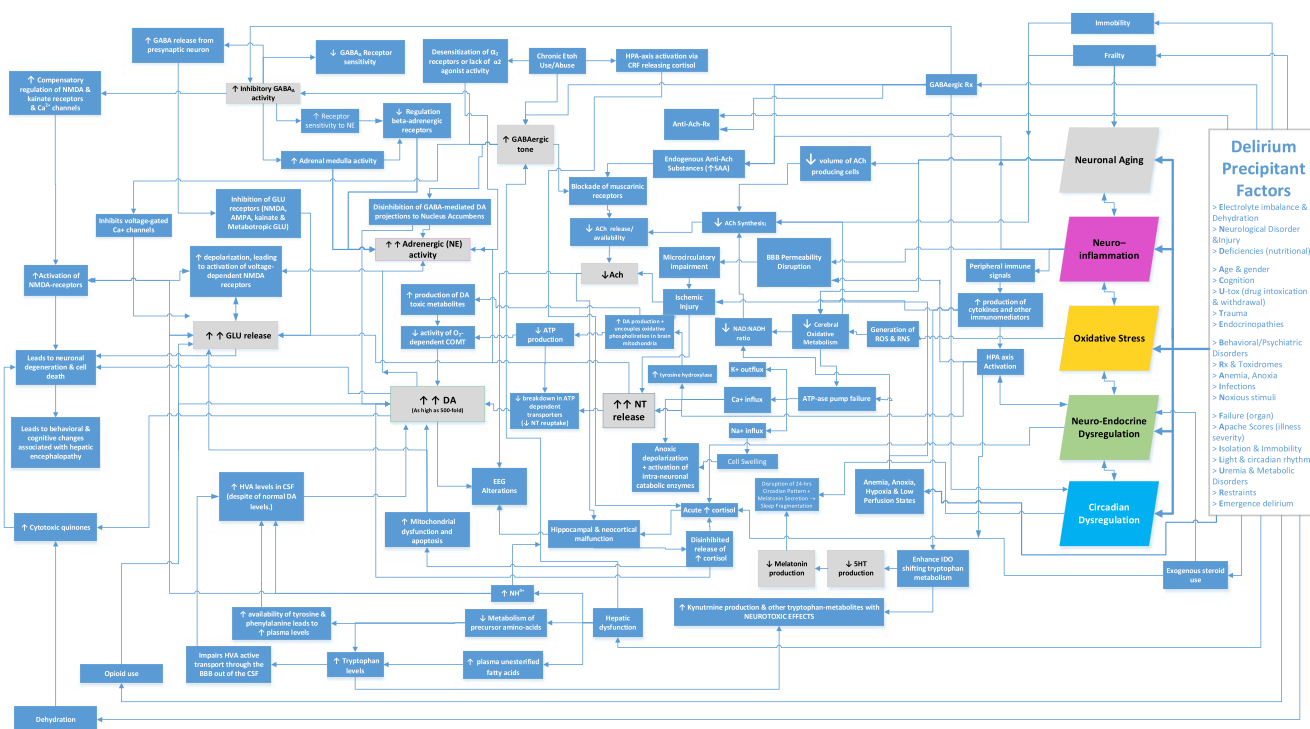 ↑ GABA release from
presynaptic neuron
↓ GABAA Receptor
sensitivity
Desensitization of α2
receptors or lack of α2
agonist activity
Chronic Etoh
Use/Abuse
HPA-axis activation via
CRF releasing cortisol
Immobility
Frailty
↑ Compensatory
regulation of NMDA &
kainate receptors
& Ca2+ channels
↑ Inhibitory GABAA
activity
GABAergic Rx
↑ Receptor
sensitivity to NE
↓ Regulation
beta-adrenergic
receptors
Anti-Ach-Rx
↑ GABAergic
tone
↑ Adrenal medulla activity
Endogenous Anti-Ach
Substances (↑SAA)
↓ volume of ACh
producing cells
Neuronal Aging
Blockade of muscarinic
receptors
Inhibition of GLU
receptors (NMDA,
AMPA, kainate &
Metabotropic GLU)
Disinhibition of GABA-mediated DA
projections to Nucleus Accumbens
Inhibits voltage-gated
Ca+ channels
↓ ACh release/
availability
↓ ACh Synthesis:
↑ ↑ Adrenergic (NE)
activity
Neuro–
inflammation
↑Activation of
NMDA-receptors
↑ depolarization, leading
to activation of voltage-
dependent NMDA
receptors
↓Ach
Microdirculatory
Impairment
BBB Permeability
Disruption
Peripheral immune
signals
↑ production of DA
toxic metabolites
Ischemic
Injury
↑ production of
cytokines and other
immunomediators
↑ ↑ GLU release
↓ activity of O2-
dependent COMT
↓ ATP
production
↑ DA production +
uncouples oxidative
phospholiration in brain
mitochondria
↓ NAD:NADH
ratio
↓ Cerebral
Oxidative
Metabolism
Generation of
ROS & RNS
Oxidative Stress
Leads to neuronal
degeneration & cell
death
↑ tyrosine hydroxylase
K+ outflux
HPA axis
Activation
↑ ↑ DA
(As high as 500-fold)
↓ breakdown in ATP
dependent
transporters
(↓ NT reuptake)
↑↑ NT
release
Ca+ influx
ATP-ase pump failure
Neuro-Endocrine
Dysregulation
Leads to behavioral &
cognitive changes
associated with hepatic
encephalopathy
Na+ influx
Anoxic
depolarization
+ activation of
Intra-neuronal
catabolic enzymes
Cell Swelling
↑ HVA levels in CSF
(despite of normal DA
levels.)
EEG
Alterations
Disruption of 24-hrs
Circadian Pattern +
Melatonin Secretion →
Sleep Fragmentation
Anemia, Anoxia,
Hypoxia & Low
Perfusion States
Circadian
Dysregulation
↑ Cytotoxic quinones
↑ Mitochondrial
dysfunction and
apoptosis
Acute ↑ cortisol
Hippocampal & neocortical
malfunction
Disinhibited
release of
↑ cortisol
↓ Melatonin
production
↓ 5HT
production
Enhance IDO
shifting tryptophan
metabolism
Exogenous steroid
use
↑ NH4+
↑ availability of tyrosine &
phenylalanine leads to
↑ plasma levels
↓ Metabolism of
precursor amino-acids
Hepatic
dysfunction
↑ Kynutrnine production & other tryptophan-metabolites with
NEUROTOXIC EFFECTS
Impairs HVA active
transport through the
BBB out of the CSF
↑ Tryptophan
levels
↑ plasma unesterified
fatty acids
Opioid use
Dehydration
Delirium
Precipitant
Factors
> Electrolyte imbalance &
Dehydration
> Neurological Disorder
&Injury
> Deficiencies (nutritional)
> Age & gender
> Cognition
> U-tox (drug intoxication
& withdrawal)
> Trauma
> Endocrinopathies
> Behavioral/Psychiatric
Disorders
> Rx & Toxidromes
> Anemia, Anoxia
> Infections
> Noxious stimuli
> Failure (organ)
> Apache Scores (illness
severity)
> Isolation & Immobility
> Light & circadian rhythm
> Uremia & Metabolic
Disorders
> Restraints
> Emergence delirium